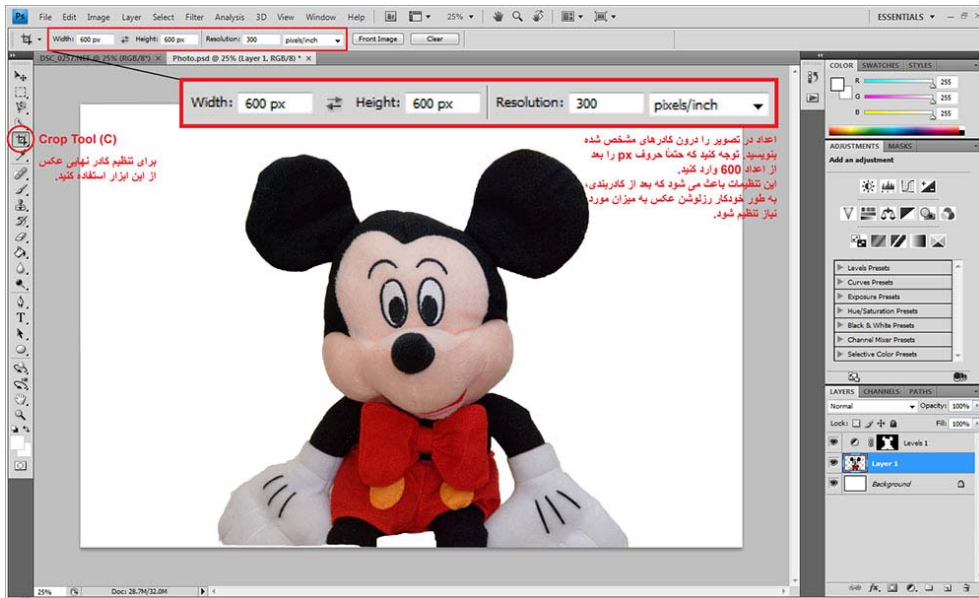 Ps File Edit Image Layer Select Filter Analysis 3D View Window Help Br 25% ESSENTIALS
Width: 600 px Height: 600 px Resolution: 300 pixels/inch Front Image Clear
DSC_0257.NEF @ 25% (RGB/8*) × Photo.psd @ 25% (Layer 1, RGB/8) * ×
Width: 600 px Height: 600 px Resolution: 300 pixels/inch
Crop Tool (C)
برای تنظیم کادر نهایی عکس
از این ابزار استفاده کنید.
اعداد در تصویر را درون کادرهای مشخص شده
بنویسید. توجه کنید که حتماً حروف px را بعد
از اعداد 600 وارد کنید.
این تنظیمات باعث می شود که بعد از کادربندی،
به طور خودکار رزلوشن عکس به میزان مورد
نیاز تنظیم شود.
COLOR SWATCHES STYLES
R 255
G 255
B 255
ADJUSTMENTS MASKS
Add an adjustment
Levels Presets
Curves Presets
Exposure Presets
Hue/Saturation Presets
Black & White Presets
Channel Mixer Presets
Selective Color Presets
LAYERS CHANNELS PATHS
Normal Opacity: 100%
Lock: Fill: 100%
Levels 1
Layer 1
Background
25% Doc: 28.7M/32.0M